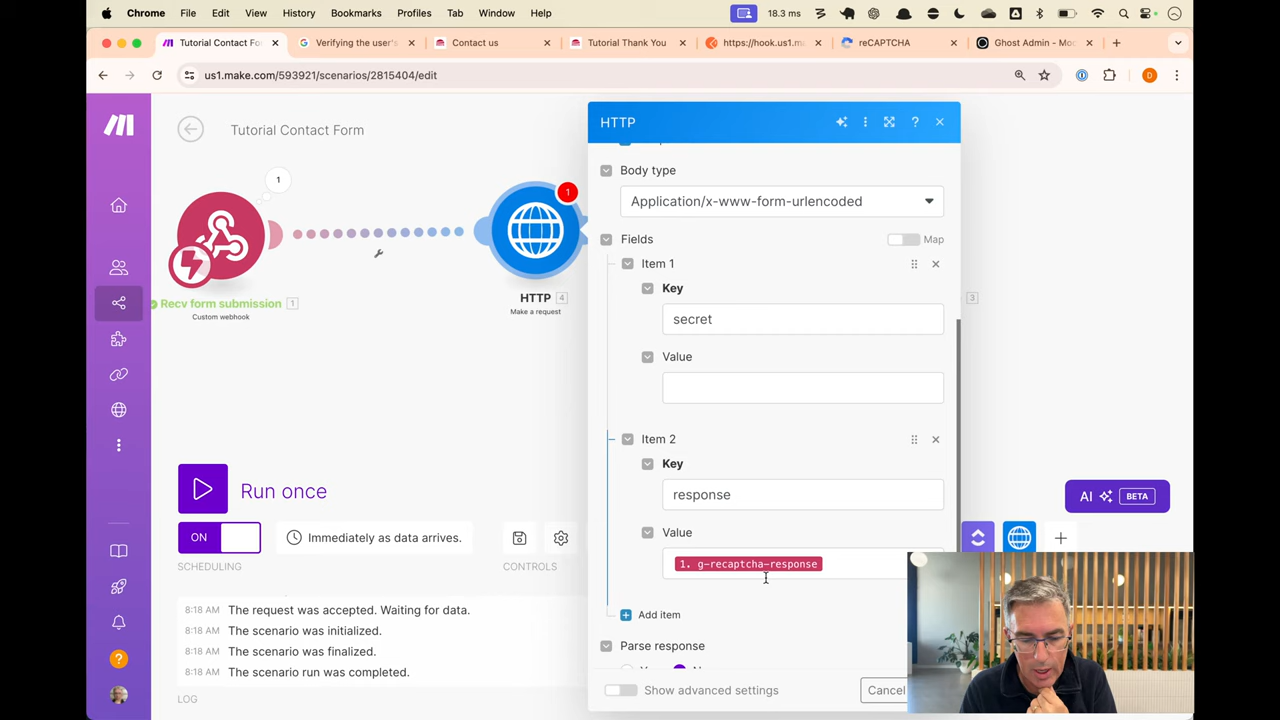 Chrome File Edit View History Bookmarks Profiles Tab Window Help
18.3 ms
Tutorial Contact Fo
Verifying the user's
Contact us
Tutorial Thank You
https://hook.us1.m
reCAPTCHA
Ghost Admin - Moc
us1.make.com/593921/scenarios/2815404/edit
D
Tutorial Contact Form
HTTP
Body type
1
1
Application/x-www-form-urlencoded
Fields
Map
Item 1
Key
HTTP 4
Recv form submission 1
3
Make a request
Custom webhook
secret
Value
Item 2
Key
Run once
response
AI BETA
Value
ON
Immediately as data arrives.
1. g-recaptcha-response
SCHEDULING
CONTROLS
8:18 AM The request was accepted. Waiting for data.
Add item
8:18 AM The scenario was initialized.
Parse response
8:18 AM The scenario was finalized.
8:18 AM The scenario run was completed.
Show advanced settings
Cancel
LOG